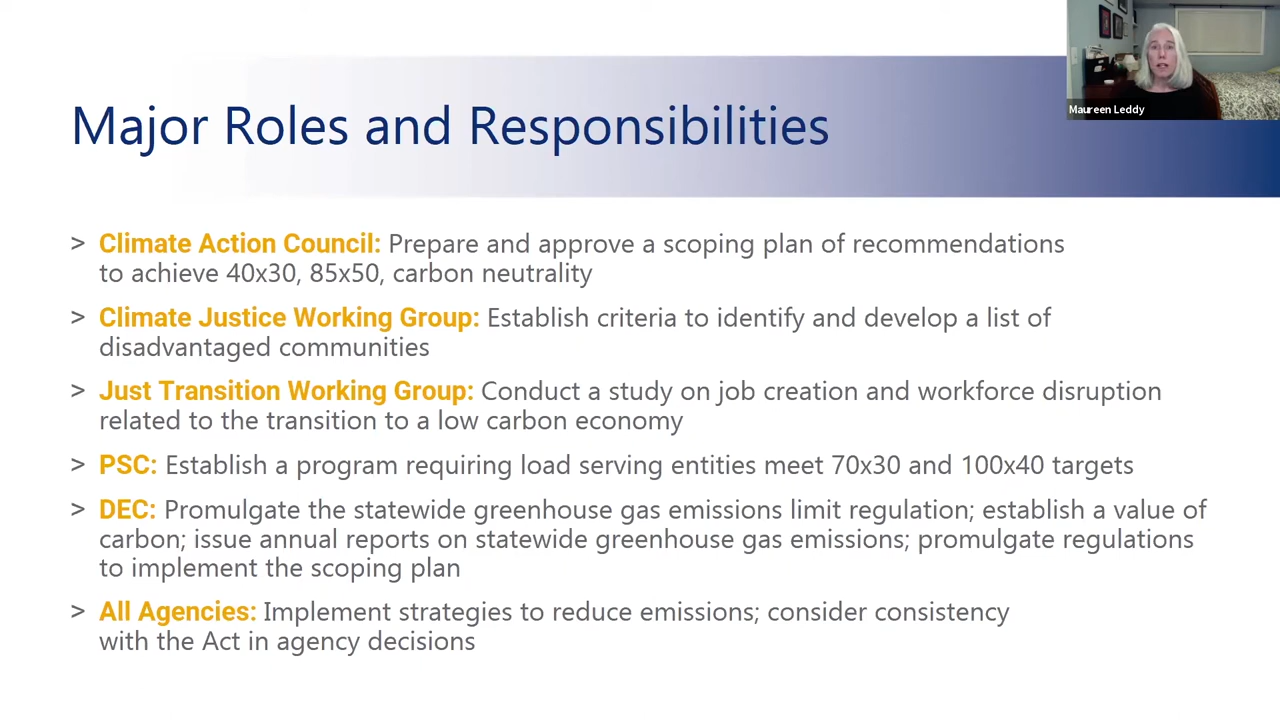 Maureen Leddy
Major Roles and Responsibilities
> Climate Action Council: Prepare and approve a scoping plan of recommendations
to achieve 40x30, 85x50, carbon neutrality
> Climate Justice Working Group: Establish criteria to identify and develop a list of
disadvantaged communities
> Just Transition Working Group: Conduct a study on job creation and workforce disruption
related to the transition to a low carbon economy
> PSC: Establish a program requiring load serving entities meet 70x30 and 100x40 targets
> DEC: Promulgate the statewide greenhouse gas emissions limit regulation; establish a value of
carbon; issue annual reports on statewide greenhouse gas emissions; promulgate regulations
to implement the scoping plan
> All Agencies: Implement strategies to reduce emissions; consider consistency
with the Act in agency decisions